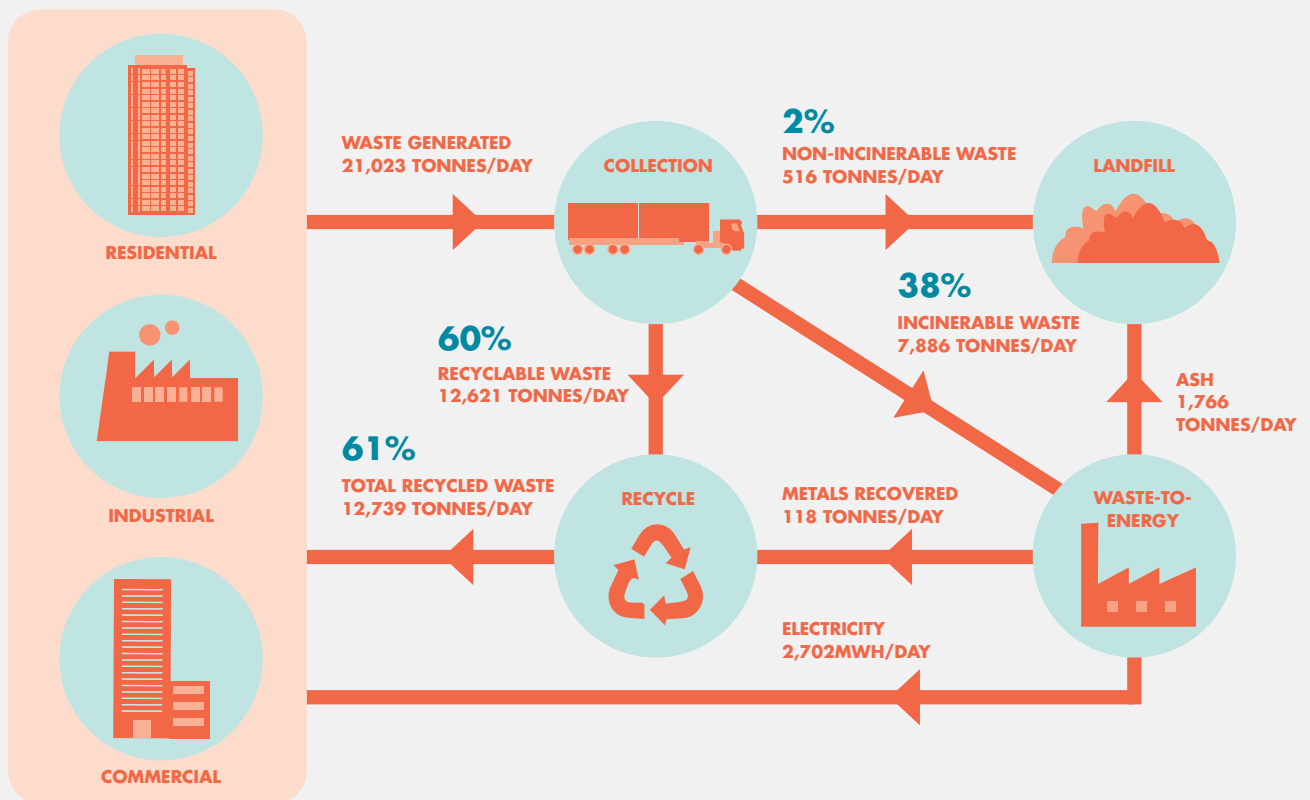 RESIDENTIAL
INDUSTRIAL
COMMERCIAL
WASTE GENERATED
21,023 TONNES/DAY
COLLECTION
2%
NON-INCINERABLE WASTE
516 TONNES/DAY
LANDFILL
38%
INCINERABLE WASTE
7,886 TONNES/DAY
60%
RECYCLABLE WASTE
12,621 TONNES/DAY
ASH
1,766
TONNES/DAY
61%
TOTAL RECYCLED WASTE
12,739 TONNES/DAY
RECYCLE
METALS RECOVERED
118 TONNES/DAY
WASTE-TO-
ENERGY
ELECTRICITY
2,702MWH/DAY